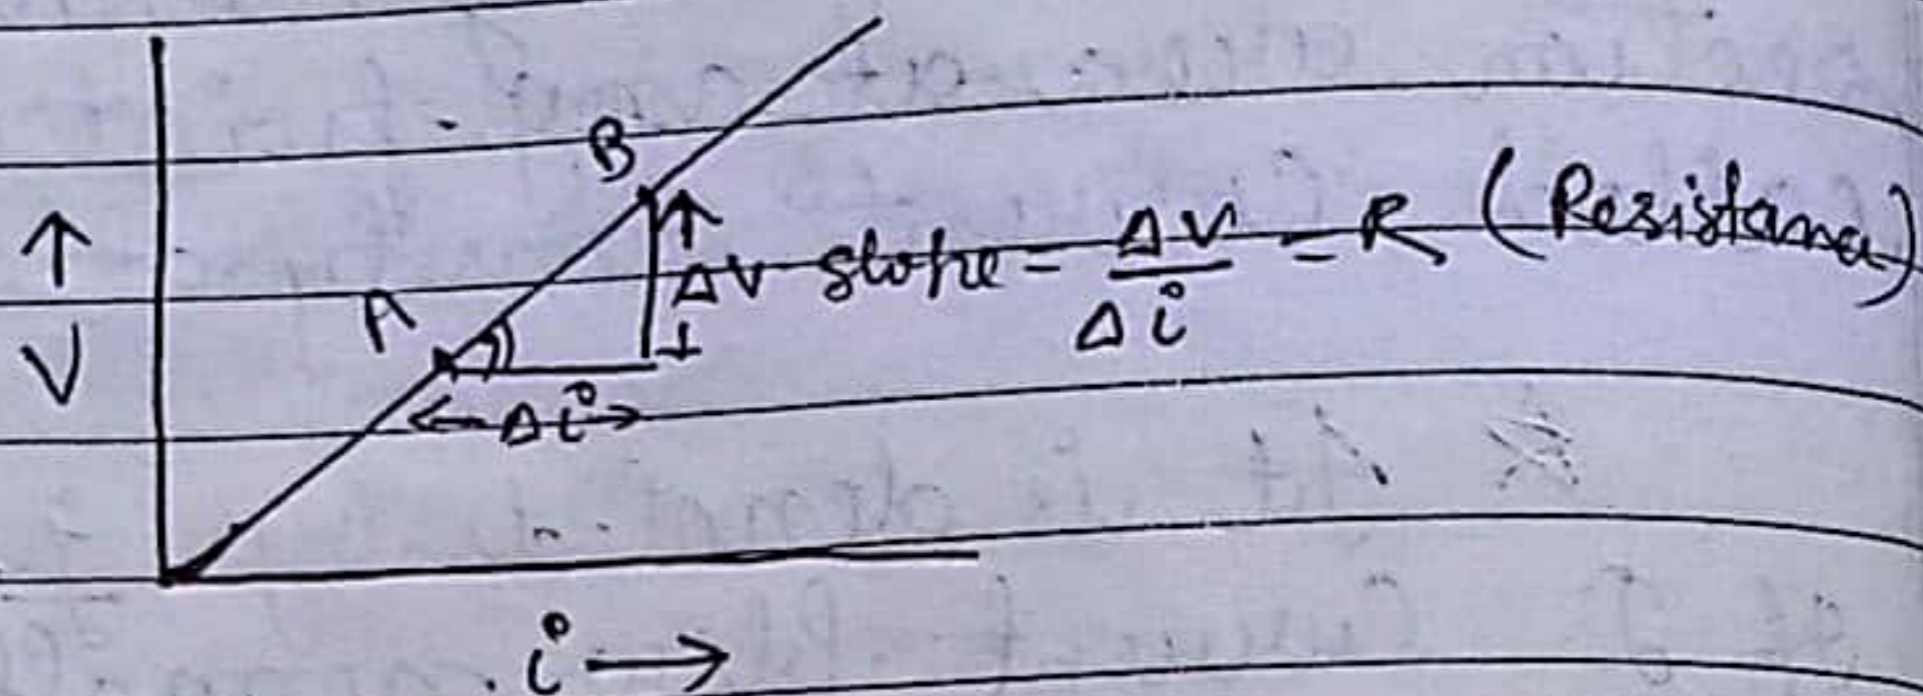 B
↑ ΔV slope = ΔV/Δi = R (Resistance)
A
V
←Δi→
i →